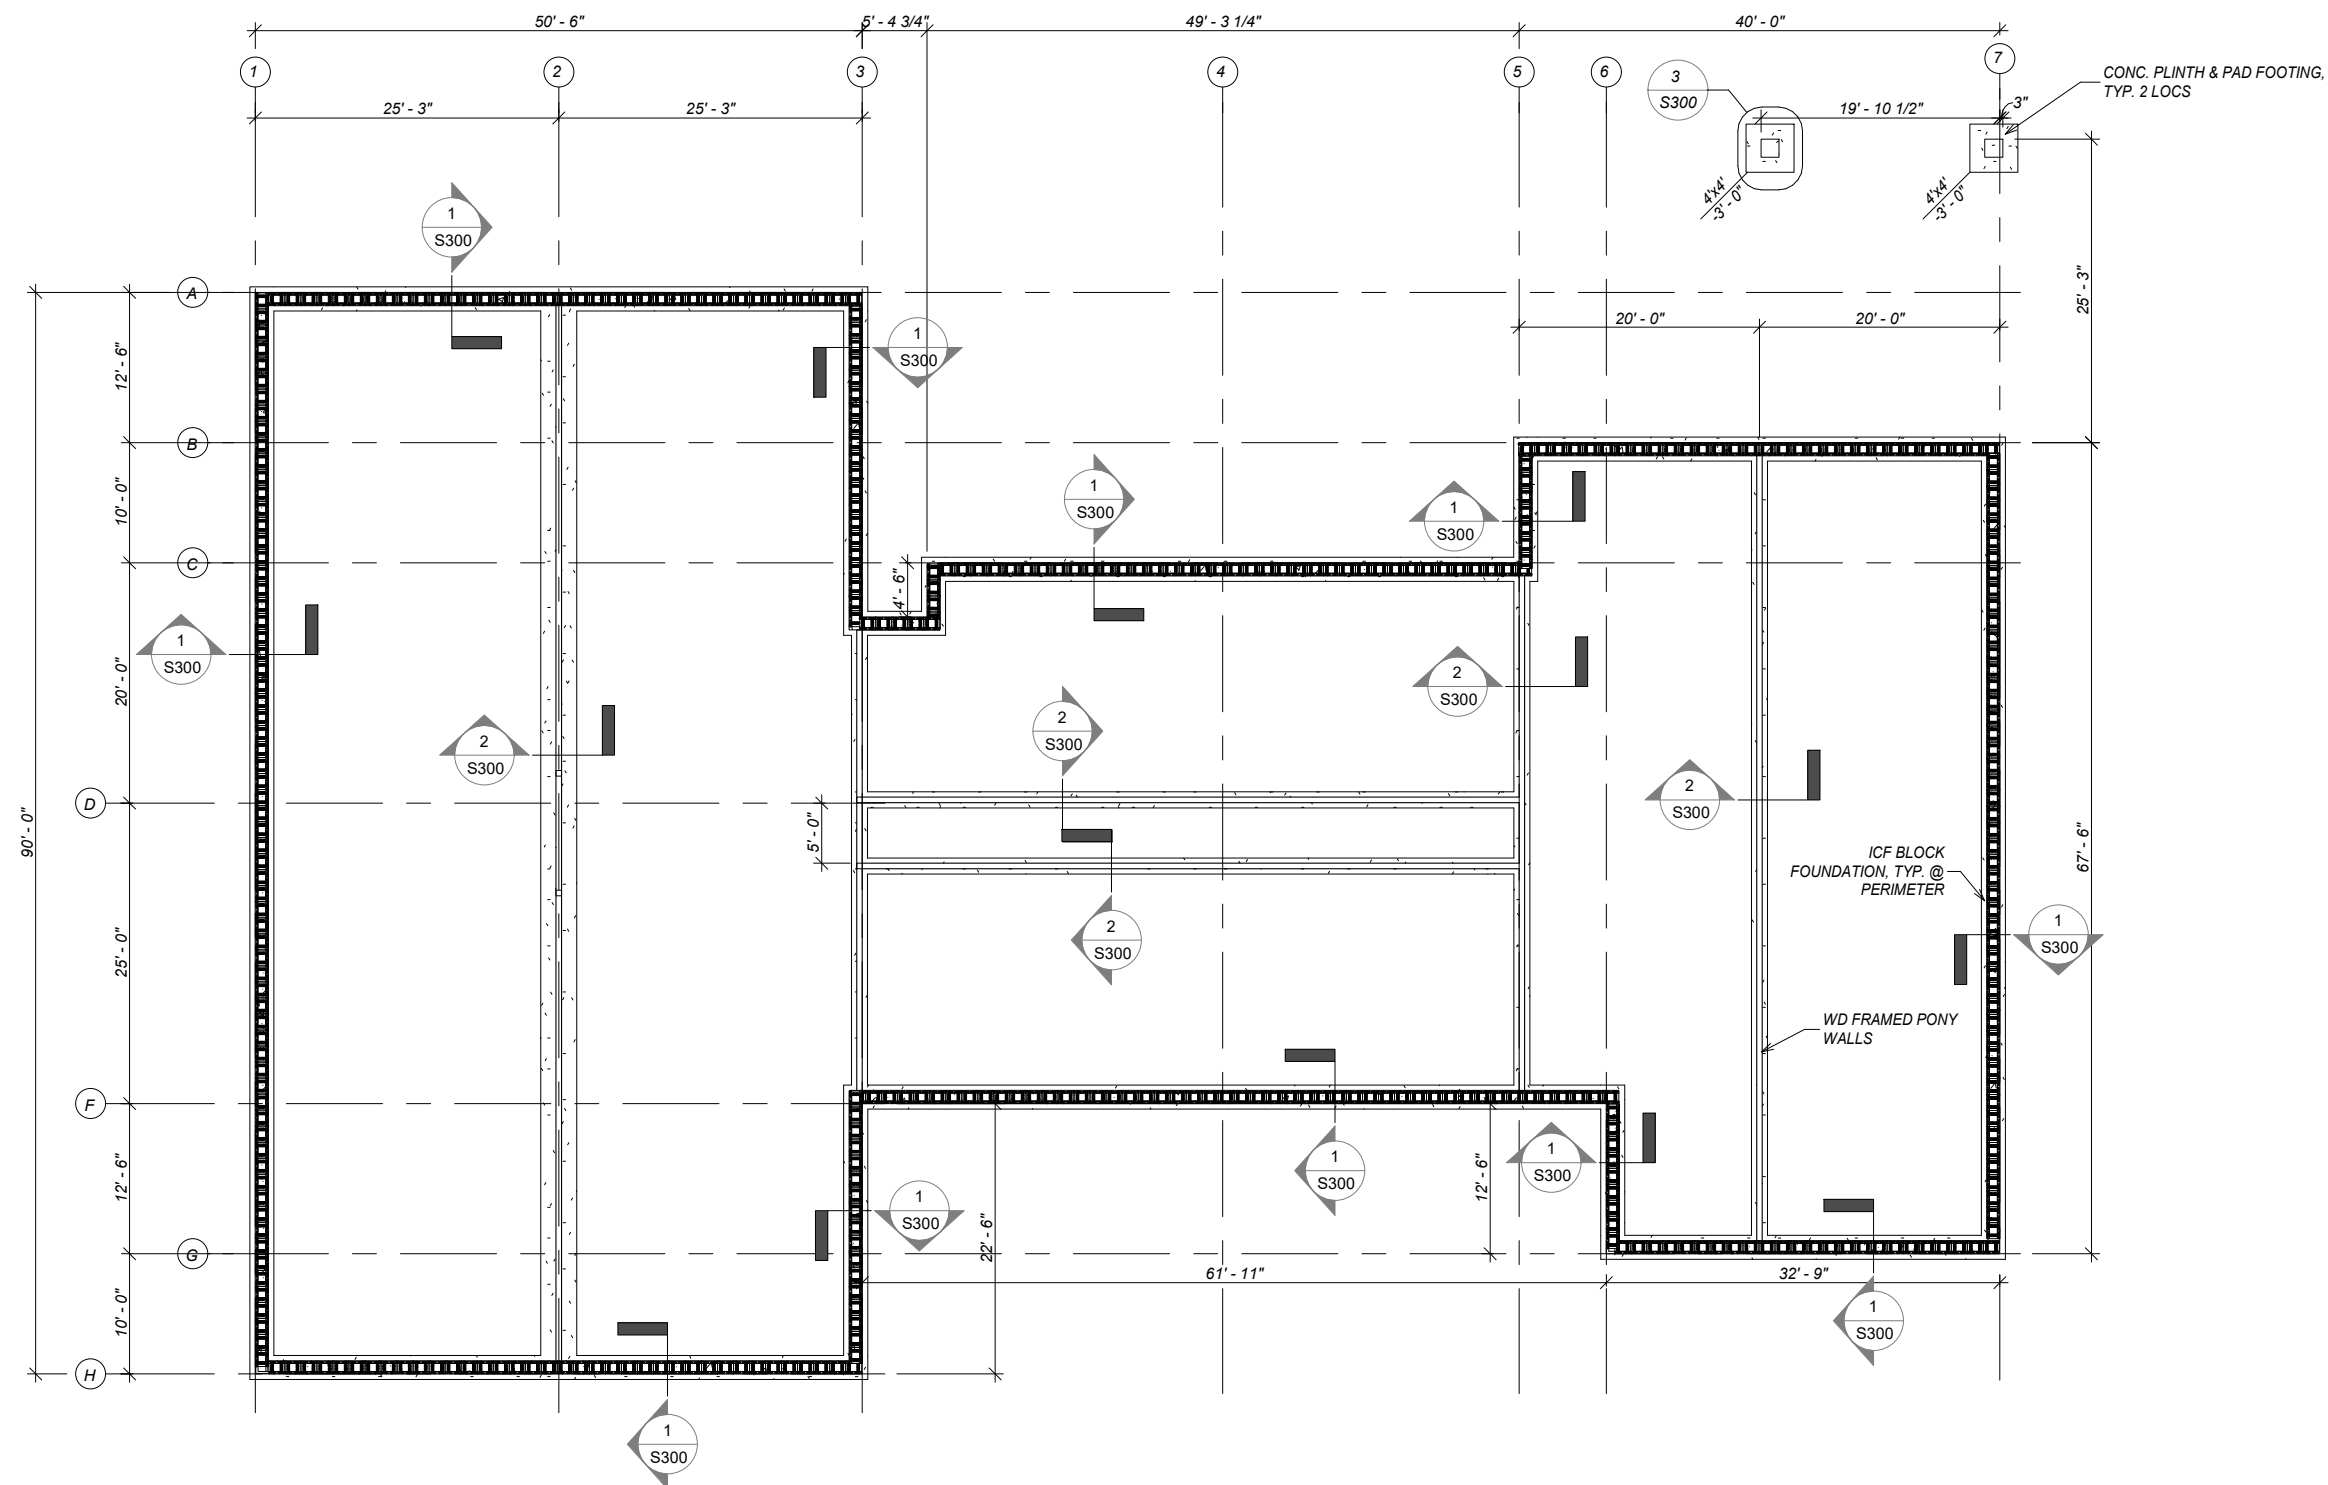 50' - 6"
5' - 4 3/4"
49' - 3 1/4"
40' - 0"
1
2
3
4
5
6
7
3
S300
CONC. PLINTH & PAD FOOTING,
TYP. 2 LOCS
25' - 3"
25' - 3"
19' - 10 1/2"
3"
4'x4'
-3' - 0"
4'x4'
-3' - 0"
1
S300
25' - 3"
A
12' - 6"
1
S300
20' - 0"
20' - 0"
B
10' - 0"
1
S300
1
S300
C
4' - 6"
1
S300
20' - 0"
2
S300
2
S300
2
S300
2
S300
D
90' - 0"
5' - 0"
67' - 6"
ICF BLOCK
FOUNDATION, TYP. @
PERIMETER
25' - 0"
2
S300
1
S300
WD FRAMED PONY
WALLS
F
12' - 6"
1
S300
1
S300
12' - 6"
1
S300
22' - 6"
G
61' - 11"
32' - 9"
10' - 0"
1
S300
H
1
S300